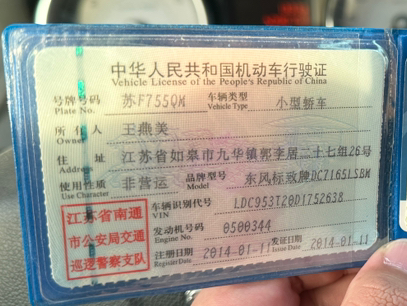 中华人民共和国机动车行驶证
Vehicle License of the People's Republic of China
号牌号码 苏F755QM 车辆类型 小型轿车
Plate No. Vehicle Type
所有人 王燕美
Owner
住址 江苏省如皋市九华镇郭李居二十七组26号
Address
使用性质 非营运 品牌型号 东风标致牌DC7165LSBM
Use Character Model
江苏省南通
市公安局交通
巡逻警察支队
车辆识别代号 LDC953T20D1752638
VIN
发动机号码 0500344
Engine No.
注册日期 2014-01-11 发证日期 2014-01-11
Register Date Issue Date